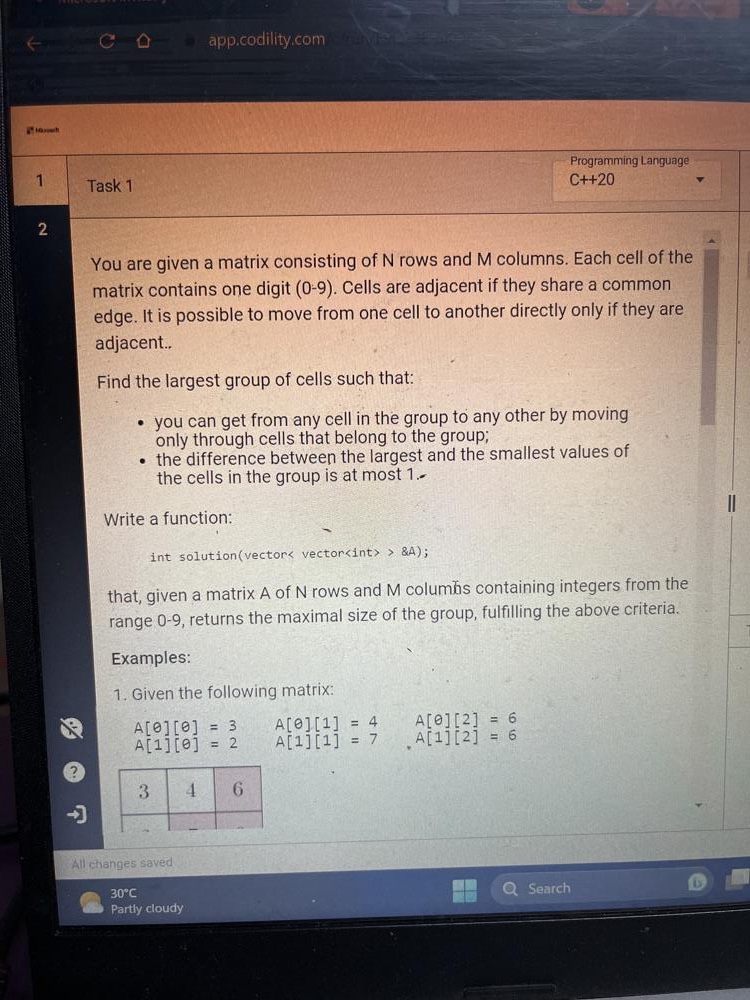 app.codility.com
Microsoft
1
Task 1
Programming Language
C++20
2
You are given a matrix consisting of N rows and M columns. Each cell of the
matrix contains one digit (0-9). Cells are adjacent if they share a common
edge. It is possible to move from one cell to another directly only if they are
adjacent..
Find the largest group of cells such that:
• you can get from any cell in the group to any other by moving
only through cells that belong to the group;
• the difference between the largest and the smallest values of
the cells in the group is at most 1.
Write a function:
int solution(vector< vector<int> > &A);
that, given a matrix A of N rows and M columns containing integers from the
range 0-9, returns the maximal size of the group, fulfilling the above criteria.
Examples:
1. Given the following matrix:
A[0][0] = 3 A[0][1] = 4 A[0][2] = 6
A[1][0] = 2 A[1][1] = 7 A[1][2] = 6
3 4 6
?
All changes saved
30°C
Partly cloudy
Search